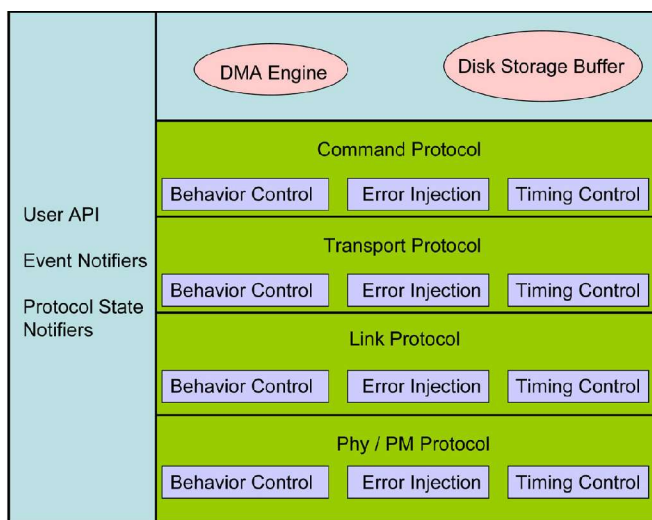 User API
Event Notifiers
Protocol State
Notifiers
DMA Engine
Disk Storage Buffer
Command Protocol
Behavior Control
Error Injection
Timing Control
Transport Protocol
Behavior Control
Error Injection
Timing Control
Link Protocol
Behavior Control
Error Injection
Timing Control
Phy / PM Protocol
Behavior Control
Error Injection
Timing Control